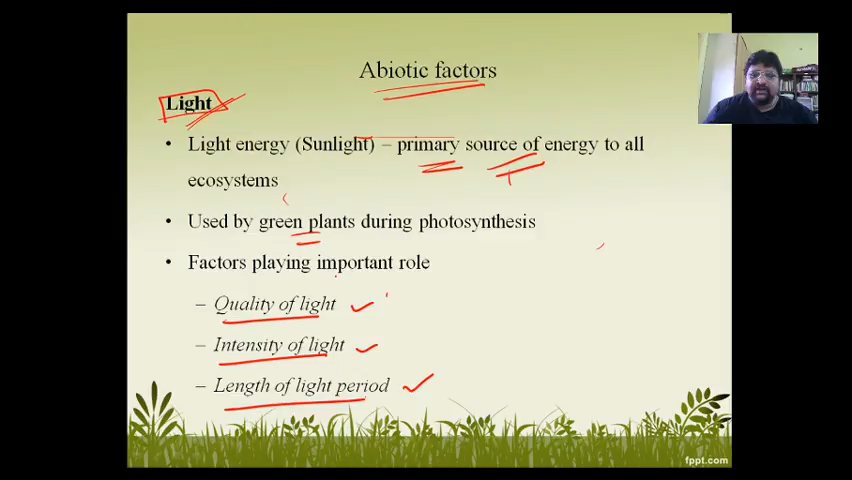 Abiotic factors
Light
• Light energy (Sunlight) – primary source of energy to all
ecosystems
• Used by green plants during photosynthesis
• Factors playing important role
– Quality of light
– Intensity of light
– Length of light period
fppt.com